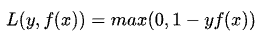 L(y, f(x)) = max(0, 1 − yf(x))